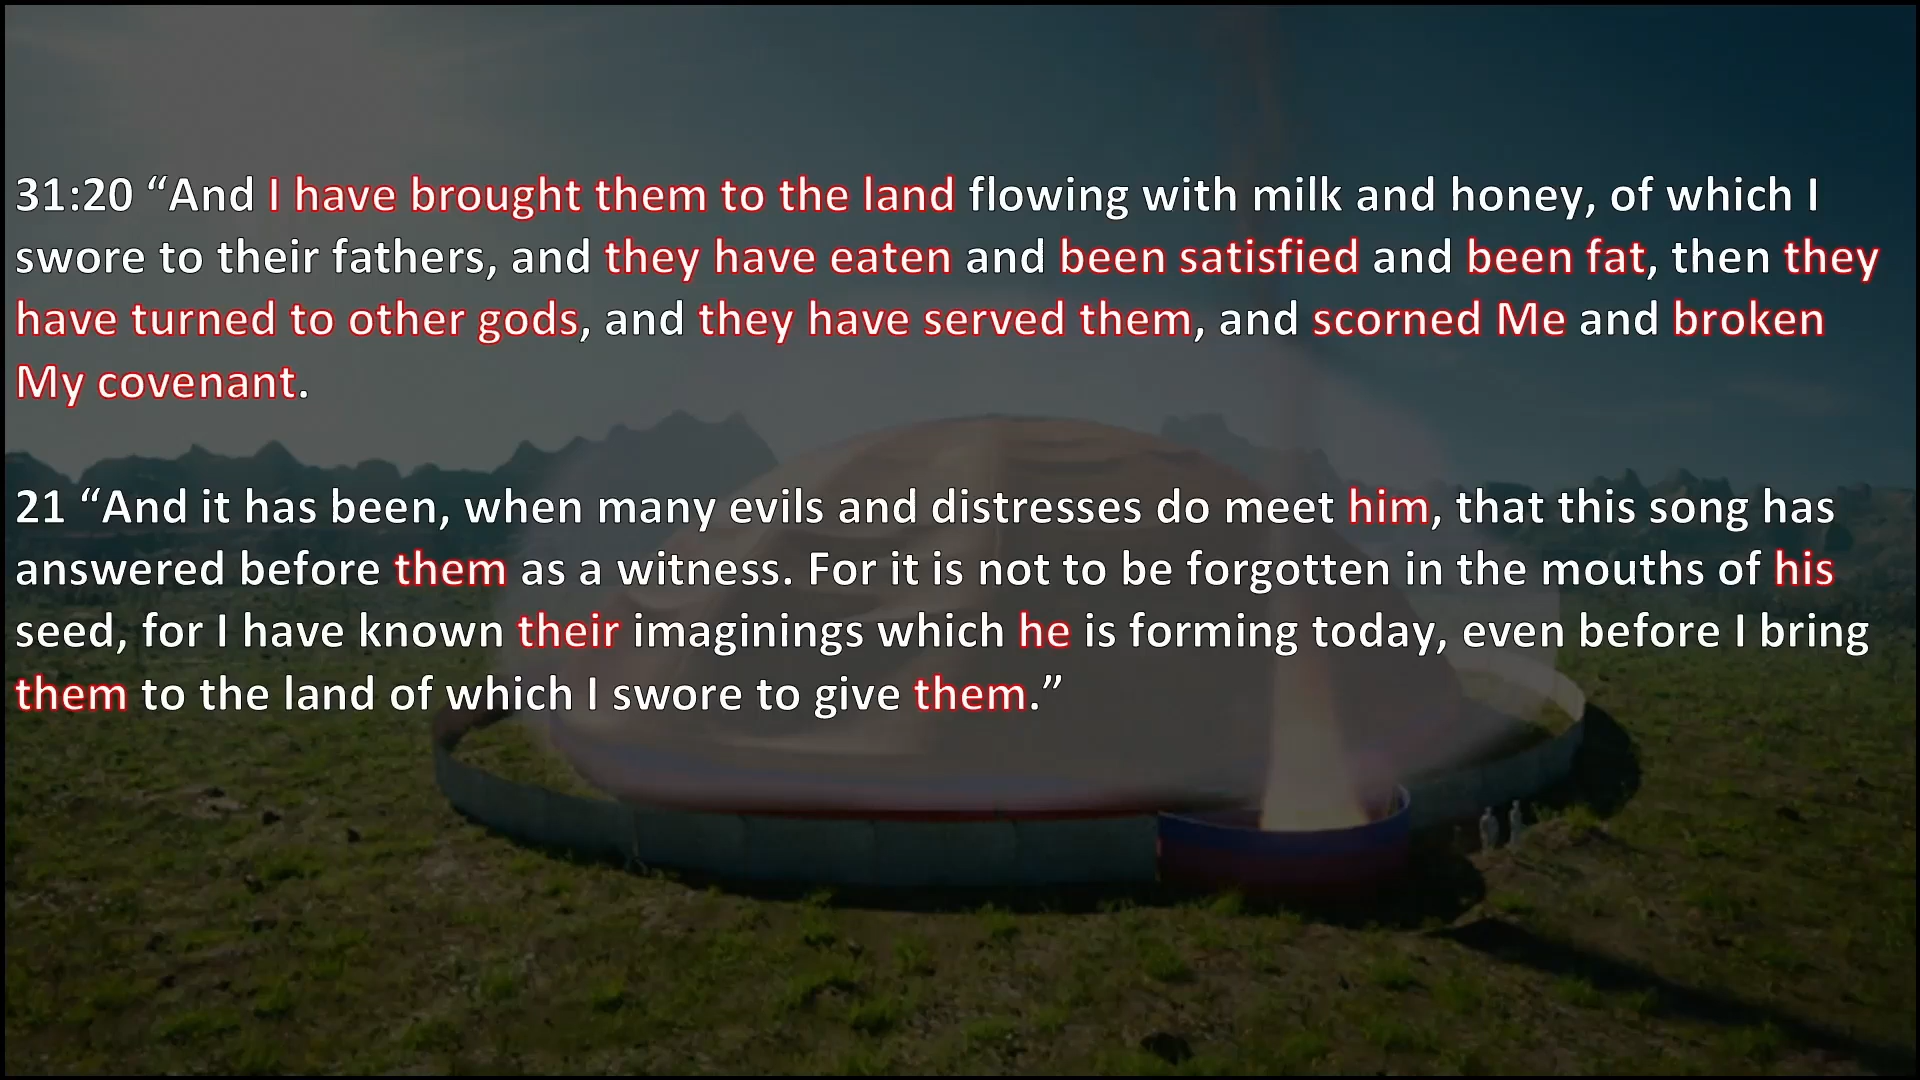 31:20 “And I have brought them to the land flowing with milk and honey, of which I
swore to their fathers, and they have eaten and been satisfied and been fat, then they
have turned to other gods, and they have served them, and scorned Me and broken
My covenant.
21 “And it has been, when many evils and distresses do meet him, that this song has
answered before them as a witness. For it is not to be forgotten in the mouths of his
seed, for I have known their imaginings which he is forming today, even before I bring
them to the land of which I swore to give them.”